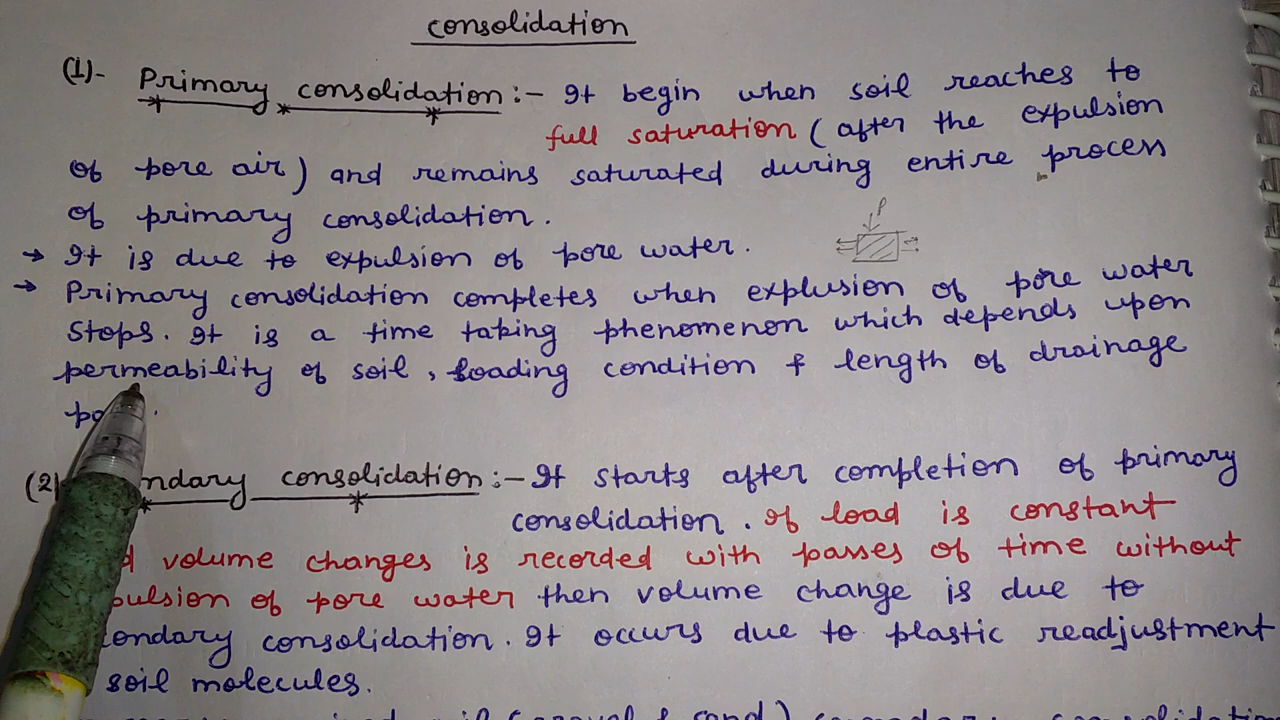 consolidation
(1)- Primary consolidation :- It begin when soil reaches to
full saturation (after the expulsion
of pore air) and remains saturated during entire process
of primary consolidation.
P
→ It is due to expulsion of pore water.
→ Primary consolidation completes when explusion of pore water
stops. It is a time taking phenomenon which depends upon
permeability of soil, loading condition & length of drainage
(2) consolidation :- It starts after completion of primary
consolidation. If load is constant
volume changes is recorded with passes of time without
of pore water then volume change is due to
consolidation. It occurs due to plastic readjustment
soil molecules.